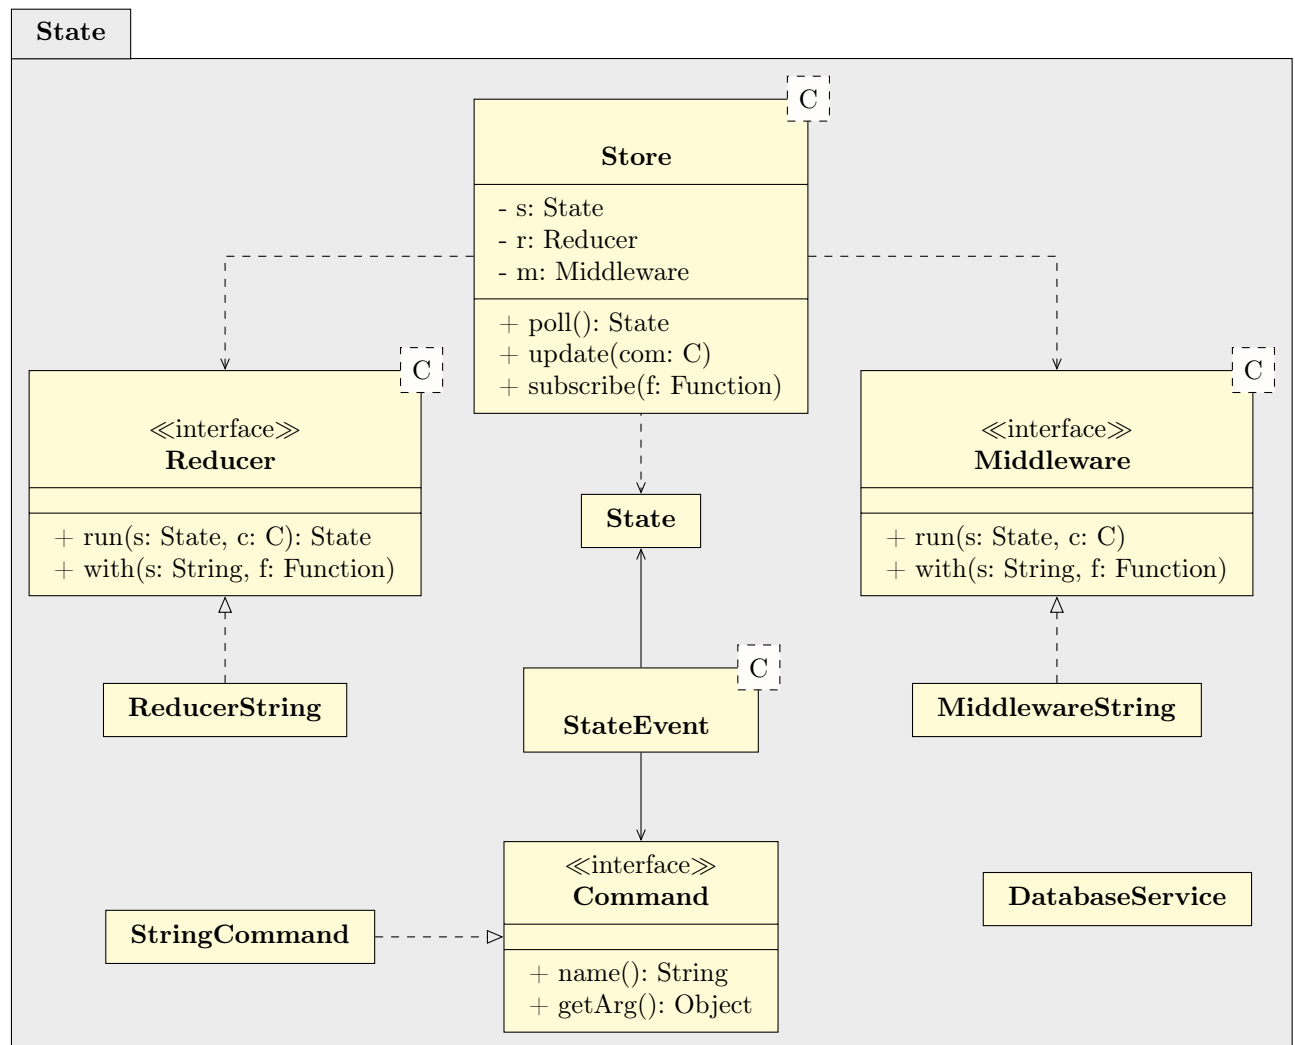 State
C
Store
- s: State
- r: Reducer
- m: Middleware
+ poll(): State
+ update(com: C)
+ subscribe(f: Function)
C
≪interface≫
Reducer
+ run(s: State, c: C): State
+ with(s: String, f: Function)
C
≪interface≫
Middleware
+ run(s: State, c: C)
+ with(s: String, f: Function)
State
ReducerString
C
StateEvent
MiddlewareString
≪interface≫
Command
+ name(): String
+ getArg(): Object
StringCommand
DatabaseService